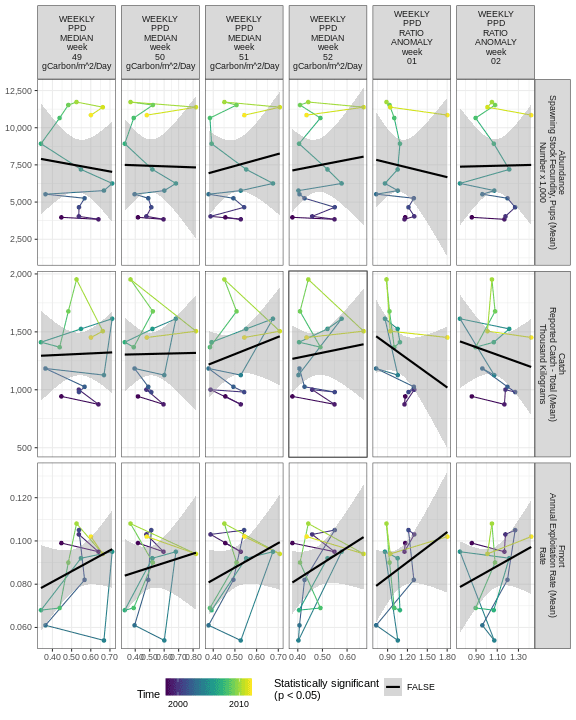 WEEKLY
PPD
MEDIAN
week
49
gCarbon/m^2/Day
WEEKLY
PPD
MEDIAN
week
50
gCarbon/m^2/Day
WEEKLY
PPD
MEDIAN
week
51
gCarbon/m^2/Day
WEEKLY
PPD
MEDIAN
week
52
gCarbon/m^2/Day
WEEKLY
PPD
RATIO
ANOMALY
week
01
WEEKLY
PPD
RATIO
ANOMALY
week
02
12,500
10,000
7,500
5,000
2,500
Abundance
Spawning Stock Fecundity, Pups (Mean)
Number x 1,000
2,000
1,500
1,000
500
Catch
Reported Catch - Total (Mean)
Thousand Kilograms
0.120
0.100
0.080
0.060
Fmort
Annual Exploitation Rate (Mean)
Rate
0.40 0.50 0.60 0.70
0.40 0.50 0.60 0.70 0.80
0.40 0.50 0.60 0.70
0.40 0.50 0.60
0.90 1.20 1.50 1.80
0.90 1.10 1.30
Time
2000 2010
Statistically significant
(p < 0.05)
FALSE